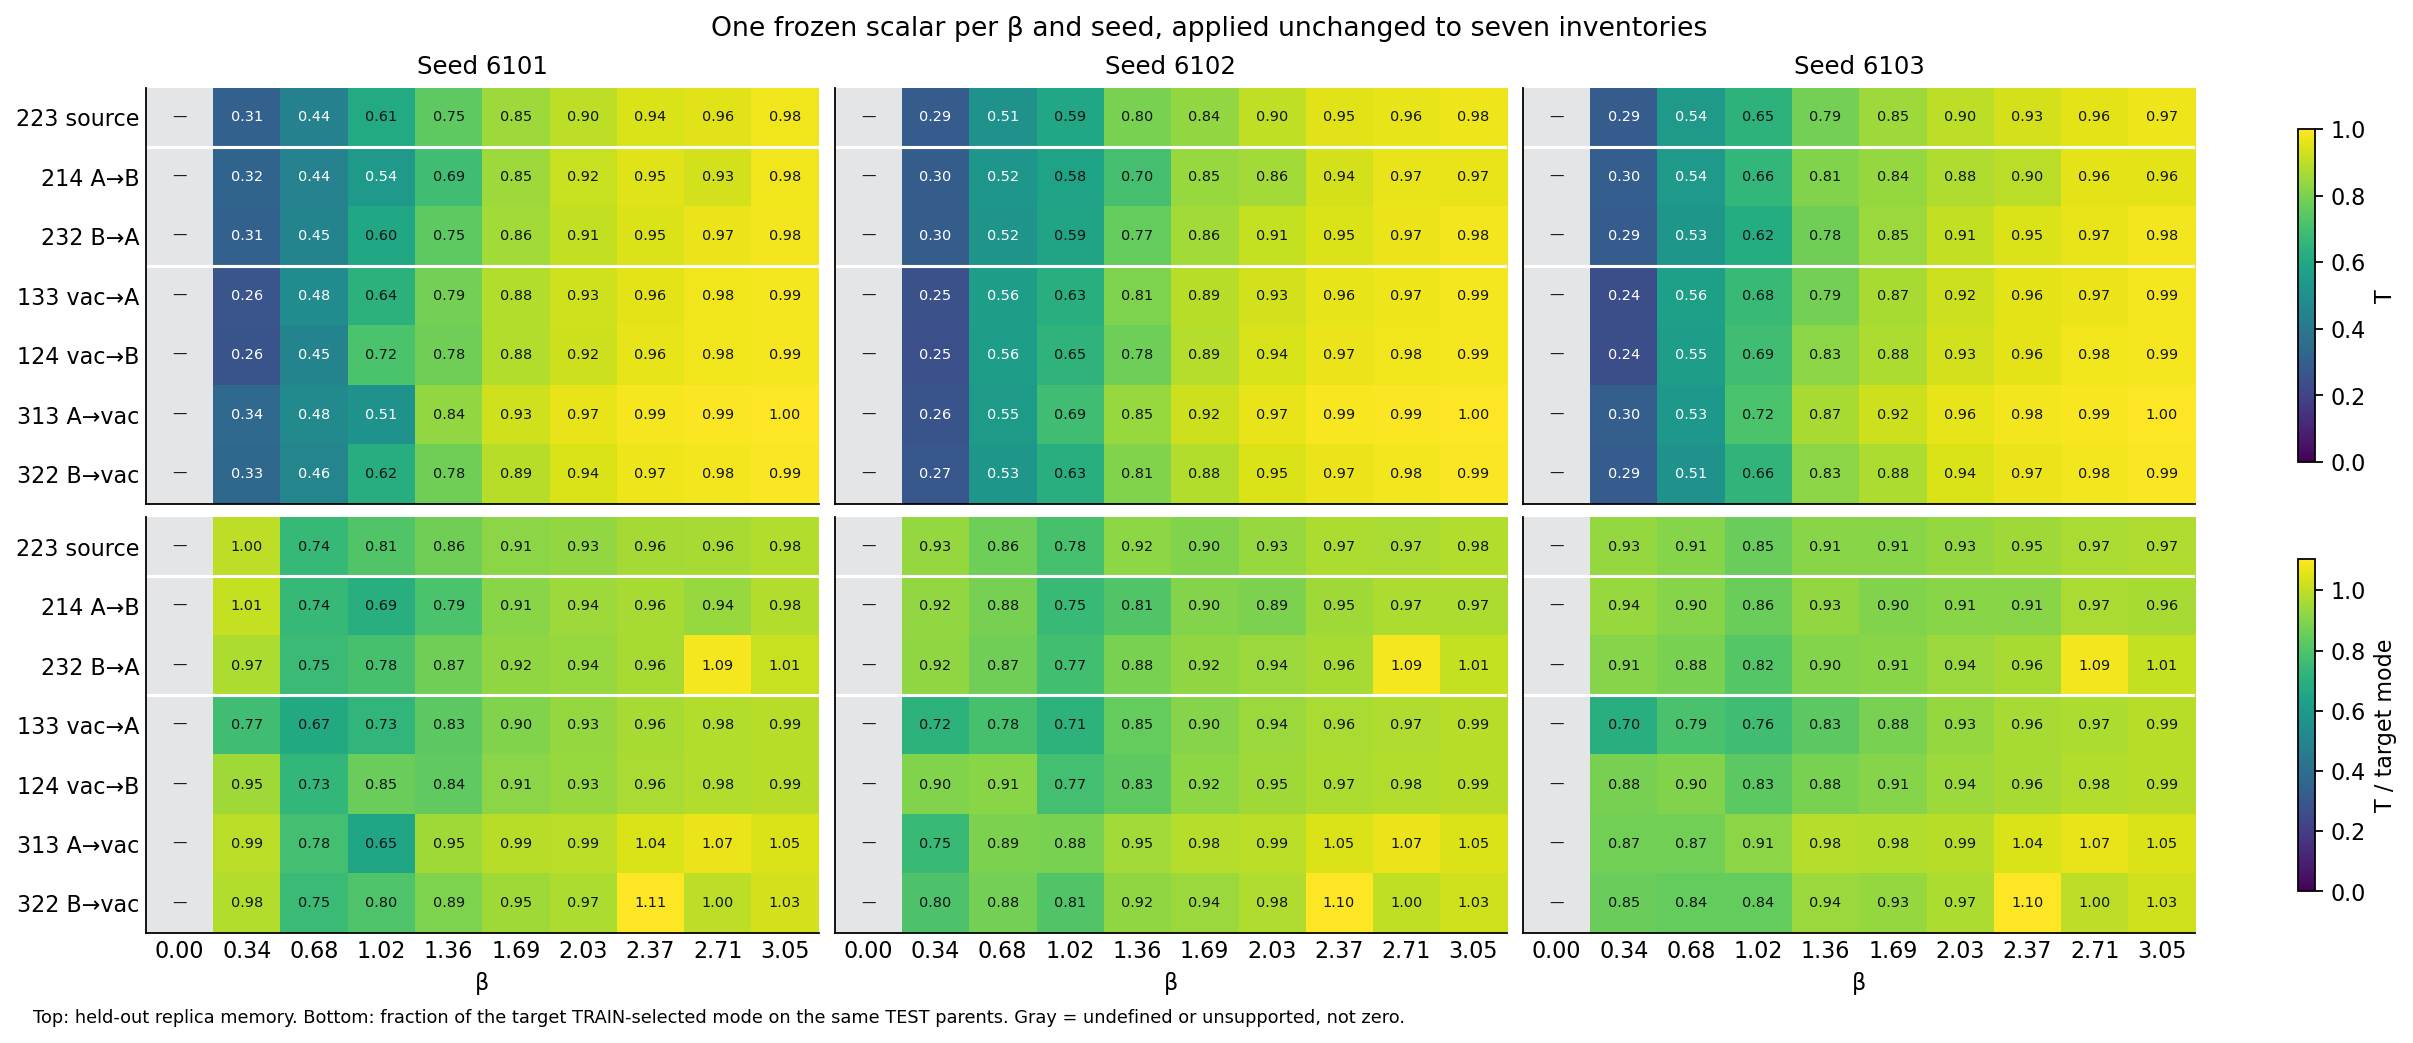 One frozen scalar per β and seed, applied unchanged to seven inventories
Seed 6101 Seed 6102 Seed 6103
223 source — 0.31 0.44 0.61 0.75 0.85 0.90 0.94 0.96 0.98 — 0.29 0.51 0.59 0.80 0.84 0.90 0.95 0.96 0.98 — 0.29 0.54 0.65 0.79 0.85 0.90 0.93 0.96 0.97
214 A→B — 0.32 0.44 0.54 0.69 0.85 0.92 0.95 0.93 0.98 — 0.30 0.52 0.58 0.70 0.85 0.86 0.94 0.97 0.97 — 0.30 0.54 0.66 0.81 0.84 0.88 0.90 0.96 0.96
232 B→A — 0.31 0.45 0.60 0.75 0.86 0.91 0.95 0.97 0.98 — 0.30 0.52 0.59 0.77 0.86 0.91 0.95 0.97 0.98 — 0.29 0.53 0.62 0.78 0.85 0.91 0.95 0.97 0.98
133 vac→A — 0.26 0.48 0.64 0.79 0.88 0.93 0.96 0.98 0.99 — 0.25 0.56 0.63 0.81 0.89 0.93 0.96 0.97 0.99 — 0.24 0.56 0.68 0.79 0.87 0.92 0.96 0.97 0.99
124 vac→B — 0.26 0.45 0.72 0.78 0.88 0.92 0.96 0.98 0.99 — 0.25 0.56 0.65 0.78 0.89 0.94 0.97 0.98 0.99 — 0.24 0.55 0.69 0.83 0.88 0.93 0.96 0.98 0.99
313 A→vac — 0.34 0.48 0.51 0.84 0.93 0.97 0.99 0.99 1.00 — 0.26 0.55 0.69 0.85 0.92 0.97 0.99 0.99 1.00 — 0.30 0.53 0.72 0.87 0.92 0.96 0.98 0.99 1.00
322 B→vac — 0.33 0.46 0.62 0.78 0.89 0.94 0.97 0.98 0.99 — 0.27 0.53 0.63 0.81 0.88 0.95 0.97 0.98 0.99 — 0.29 0.51 0.66 0.83 0.88 0.94 0.97 0.98 0.99
1.0
0.8
0.6
0.4
0.2
0.0
T
223 source — 1.00 0.74 0.81 0.86 0.91 0.93 0.96 0.96 0.98 — 0.93 0.86 0.78 0.92 0.90 0.93 0.97 0.97 0.98 — 0.93 0.91 0.85 0.91 0.91 0.93 0.95 0.97 0.97
214 A→B — 1.01 0.74 0.69 0.79 0.91 0.94 0.96 0.94 0.98 — 0.92 0.88 0.75 0.81 0.90 0.89 0.95 0.97 0.97 — 0.94 0.90 0.86 0.93 0.90 0.91 0.91 0.97 0.96
232 B→A — 0.97 0.75 0.78 0.87 0.92 0.94 0.96 1.09 1.01 — 0.92 0.87 0.77 0.88 0.92 0.94 0.96 1.09 1.01 — 0.91 0.88 0.82 0.90 0.91 0.94 0.96 1.09 1.01
133 vac→A — 0.77 0.67 0.73 0.83 0.90 0.93 0.96 0.98 0.99 — 0.72 0.78 0.71 0.85 0.90 0.94 0.96 0.97 0.99 — 0.70 0.79 0.76 0.83 0.88 0.93 0.96 0.97 0.99
124 vac→B — 0.95 0.73 0.85 0.84 0.91 0.93 0.96 0.98 0.99 — 0.90 0.91 0.77 0.83 0.92 0.95 0.97 0.98 0.99 — 0.88 0.90 0.83 0.88 0.91 0.94 0.96 0.98 0.99
313 A→vac — 0.99 0.78 0.65 0.95 0.99 0.99 1.04 1.07 1.05 — 0.75 0.89 0.88 0.95 0.98 0.99 1.05 1.07 1.05 — 0.87 0.87 0.91 0.98 0.98 0.99 1.04 1.07 1.05
322 B→vac — 0.98 0.75 0.80 0.89 0.95 0.97 1.11 1.00 1.03 — 0.80 0.88 0.81 0.92 0.94 0.98 1.10 1.00 1.03 — 0.85 0.84 0.84 0.94 0.93 0.97 1.10 1.00 1.03
1.0
0.8
0.6
0.4
0.2
0.0
T / target mode
0.00 0.34 0.68 1.02 1.36 1.69 2.03 2.37 2.71 3.05 0.00 0.34 0.68 1.02 1.36 1.69 2.03 2.37 2.71 3.05 0.00 0.34 0.68 1.02 1.36 1.69 2.03 2.37 2.71 3.05
β β β
Top: held-out replica memory. Bottom: fraction of the target TRAIN-selected mode on the same TEST parents. Gray = undefined or unsupported, not zero.